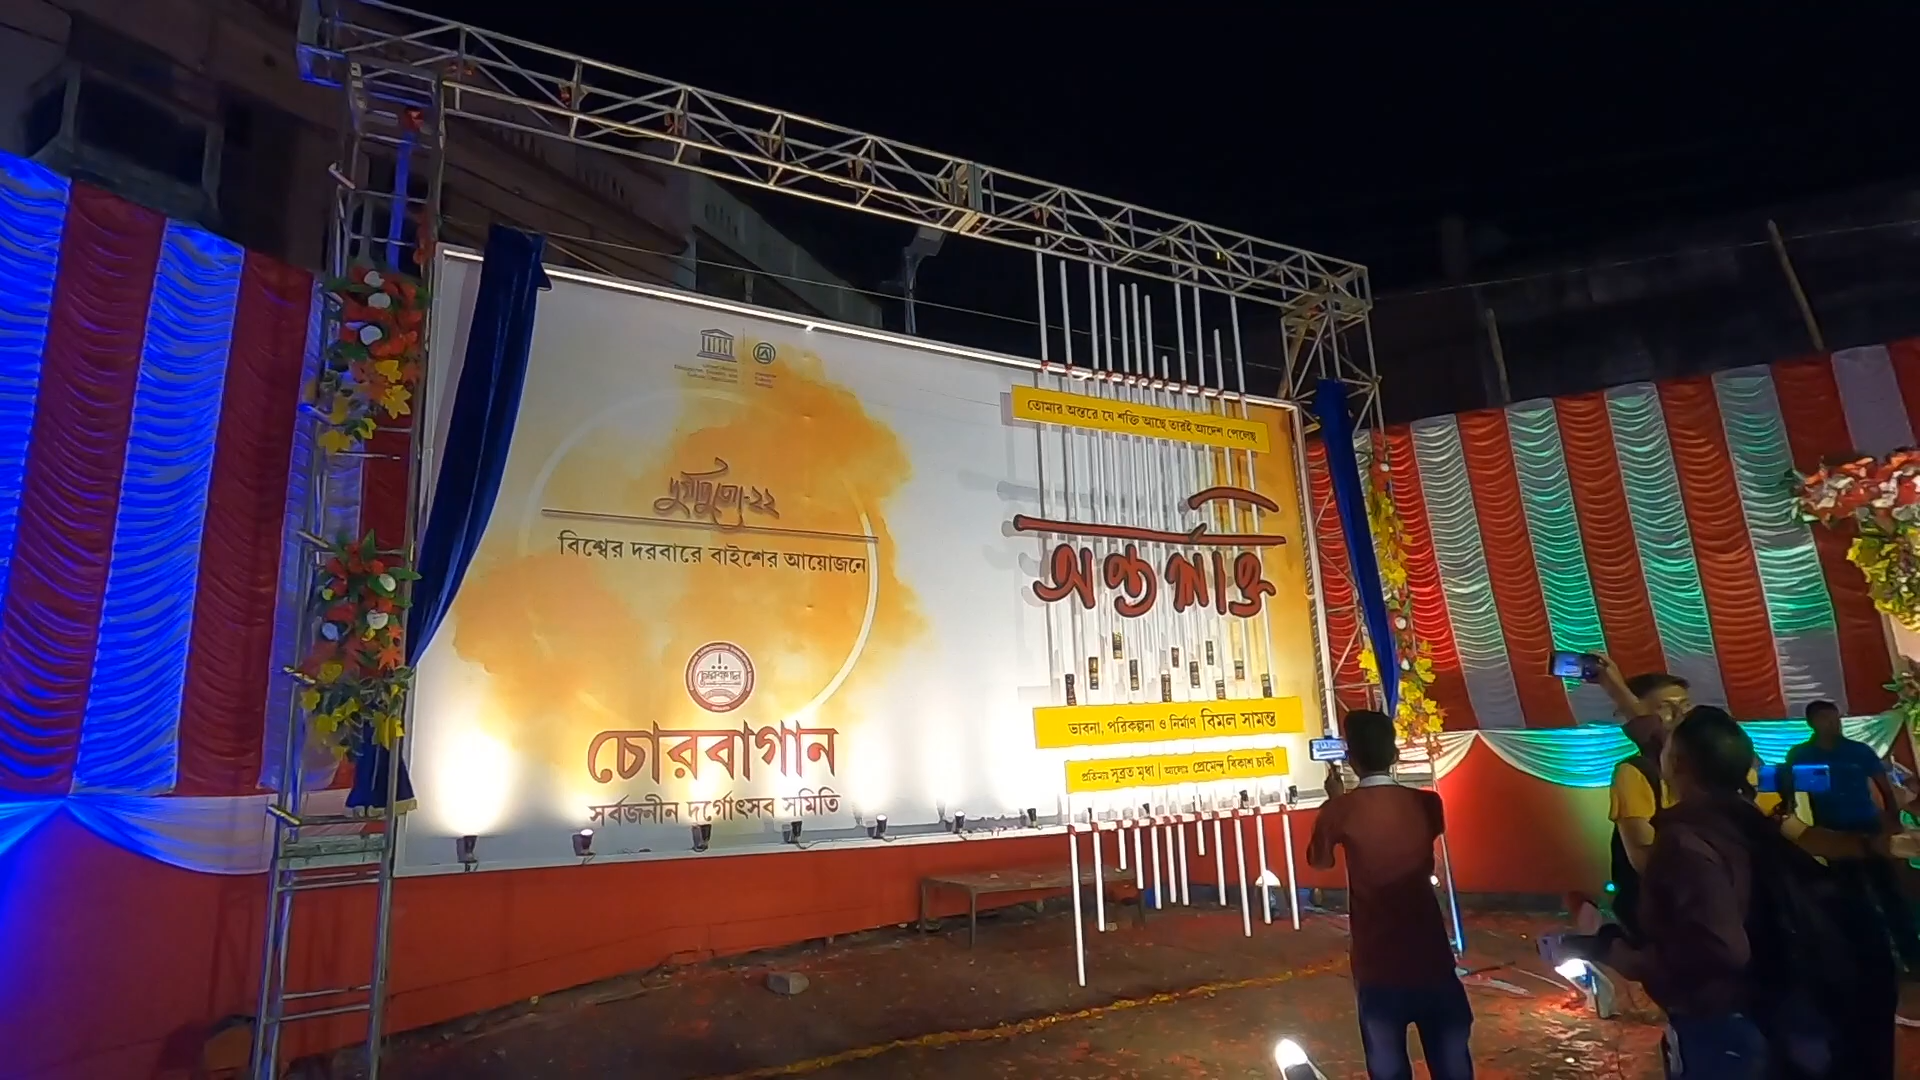 দুর্গাপুজো-২২
বিশ্বের দরবারে বাইশের আয়োজনে
চোরবাগান
চোরবাগান
সর্বজনীন দুর্গোৎসব সমিতি
তোমার অন্তরে যে শক্তি আছে তারই আদেশ পেলেছ
অন্তর্শক্তি
ভাবনা, পরিকল্পনা ও নির্মাণ বিমল সামন্ত
প্রতিমায় সুব্রত মৃধা | আলোয় প্রেমেন্দু বিকাশ চাকী